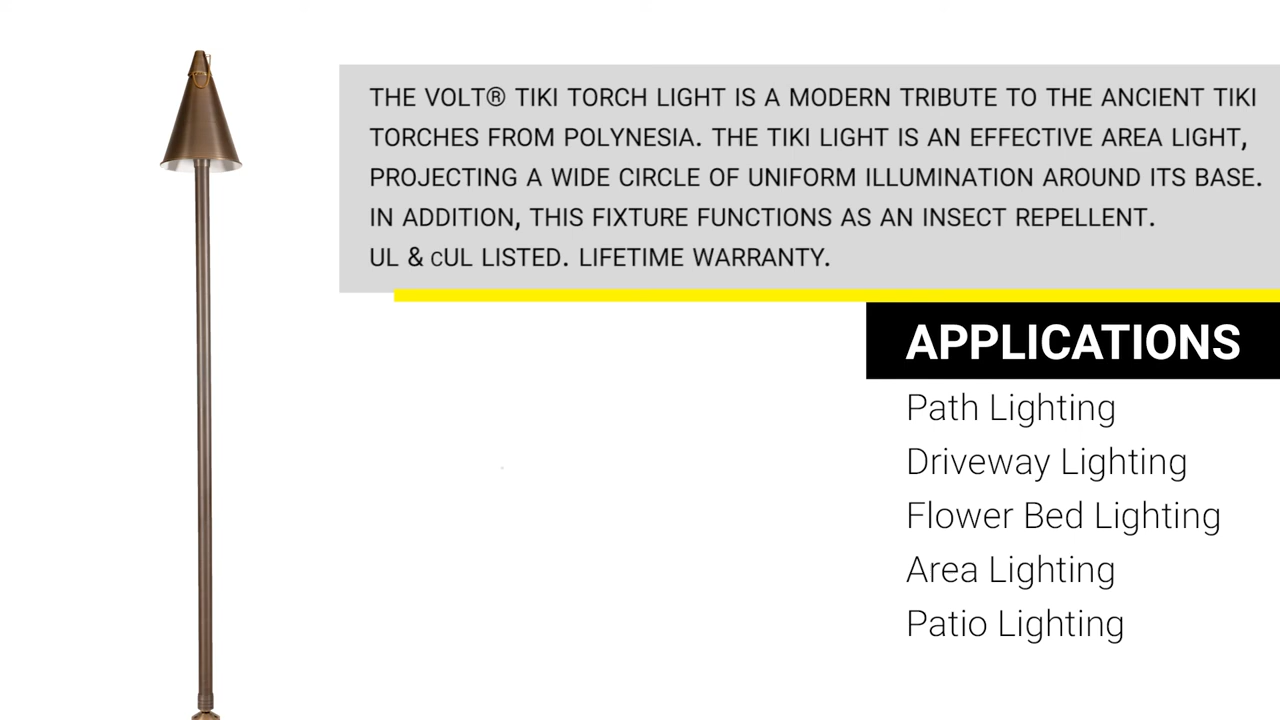 THE VOLT® TIKI TORCH LIGHT IS A MODERN TRIBUTE TO THE ANCIENT TIKI
TORCHES FROM POLYNESIA. THE TIKI LIGHT IS AN EFFECTIVE AREA LIGHT,
PROJECTING A WIDE CIRCLE OF UNIFORM ILLUMINATION AROUND ITS BASE.
IN ADDITION, THIS FIXTURE FUNCTIONS AS AN INSECT REPELLENT.
UL & cUL LISTED. LIFETIME WARRANTY.
APPLICATIONS
Path Lighting
Driveway Lighting
Flower Bed Lighting
Area Lighting
Patio Lighting